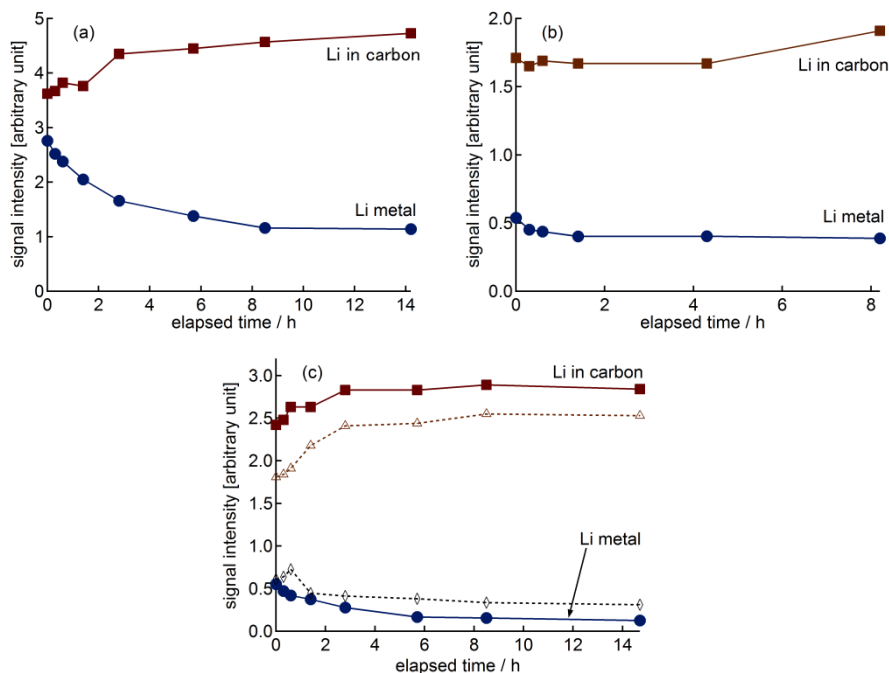 (a)
signal intensity [arbitrary unit]
5
4
3
2
1
0
Li in carbon
Li metal
0 2 4 6 8 10 12 14
elapsed time / h
(b)
signal intensity [arbitrary unit]
2.0
1.5
1.0
0.5
0
Li in carbon
Li metal
0 2 4 6 8
elapsed time / h
(c)
signal intensity [arbitrary unit]
3.0
2.5
2.0
1.5
1.0
0.5
0.0
Li in carbon
Li metal
0 2 4 6 8 10 12 14
elapsed time / h